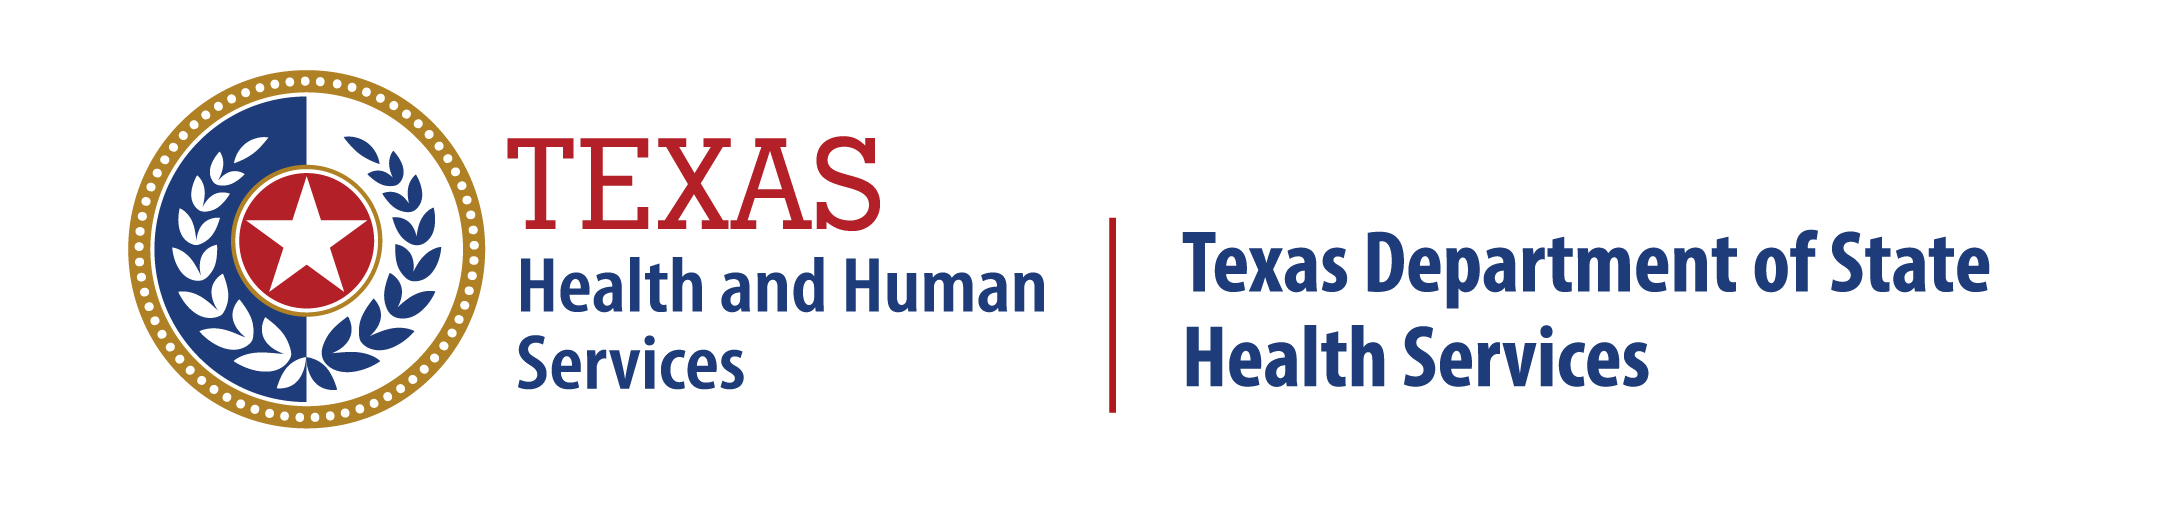 TEXAS
Health and Human
Services
Texas Department of State
Health Services